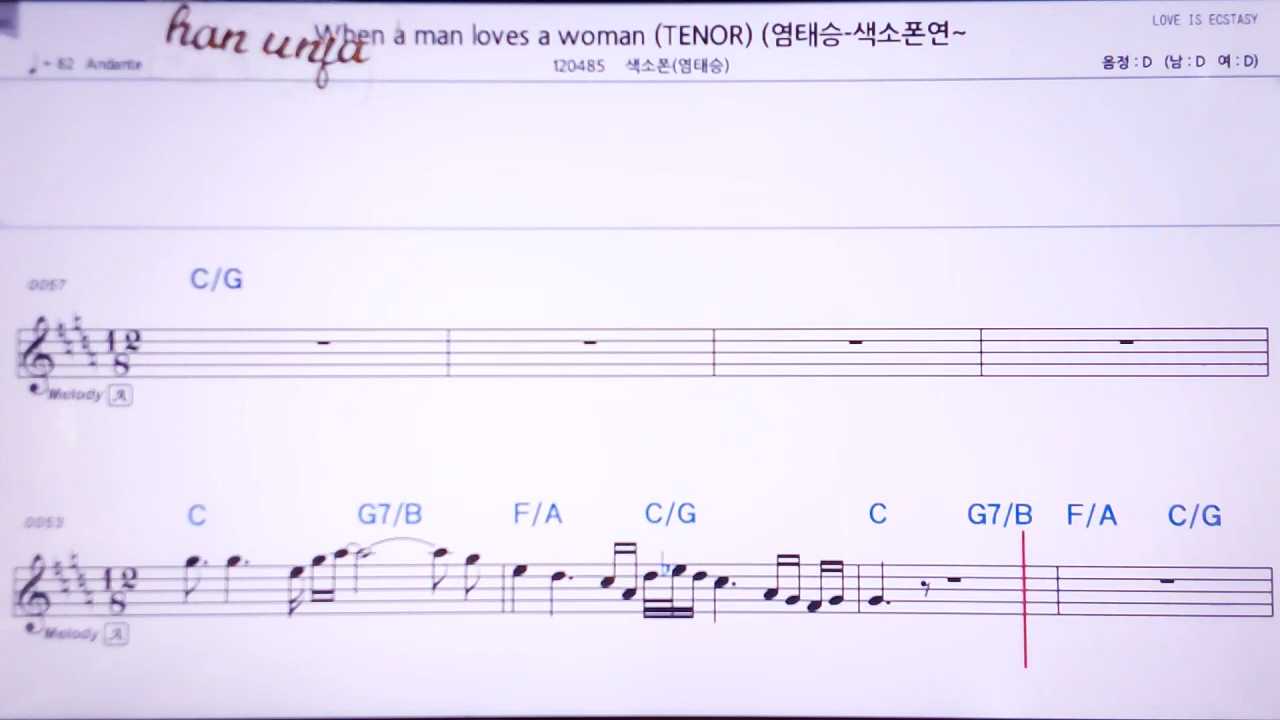 LOVE IS ECSTASY
han unja
When a man loves a woman (TENOR) (염태승-색소폰연~
♩ = 62 Andante
120485 색소폰(염태승)
음정 : D (남 : D 여 : D)
C/G
12
8
Melody A
C G7/B F/A C/G C G7/B F/A C/G
12
8
Melody A